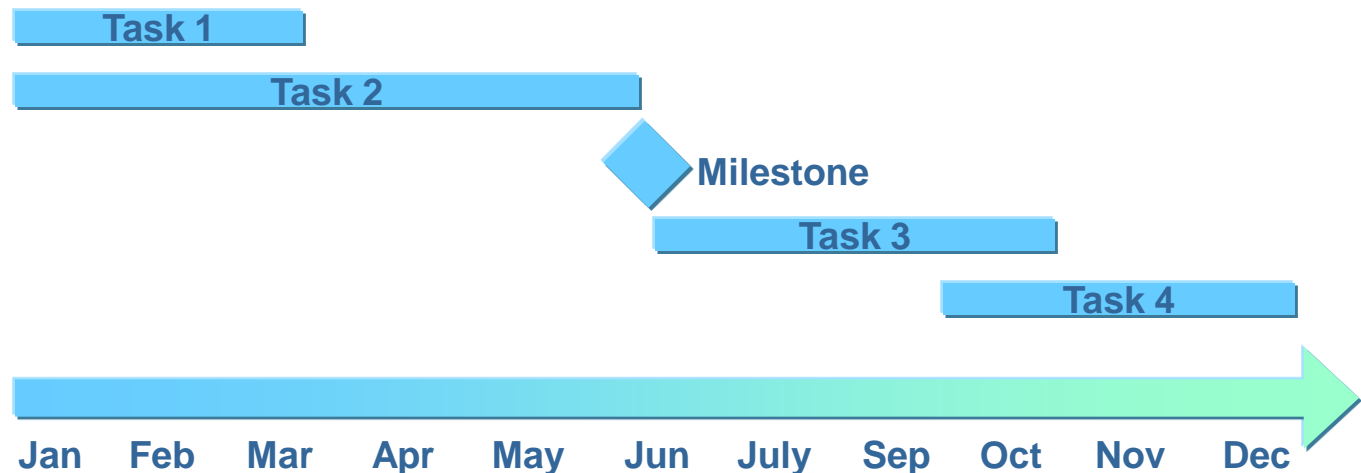 Task 1
Task 2
Milestone
Task 3
Task 4
Jan Feb Mar Apr May Jun July Sep Oct Nov Dec